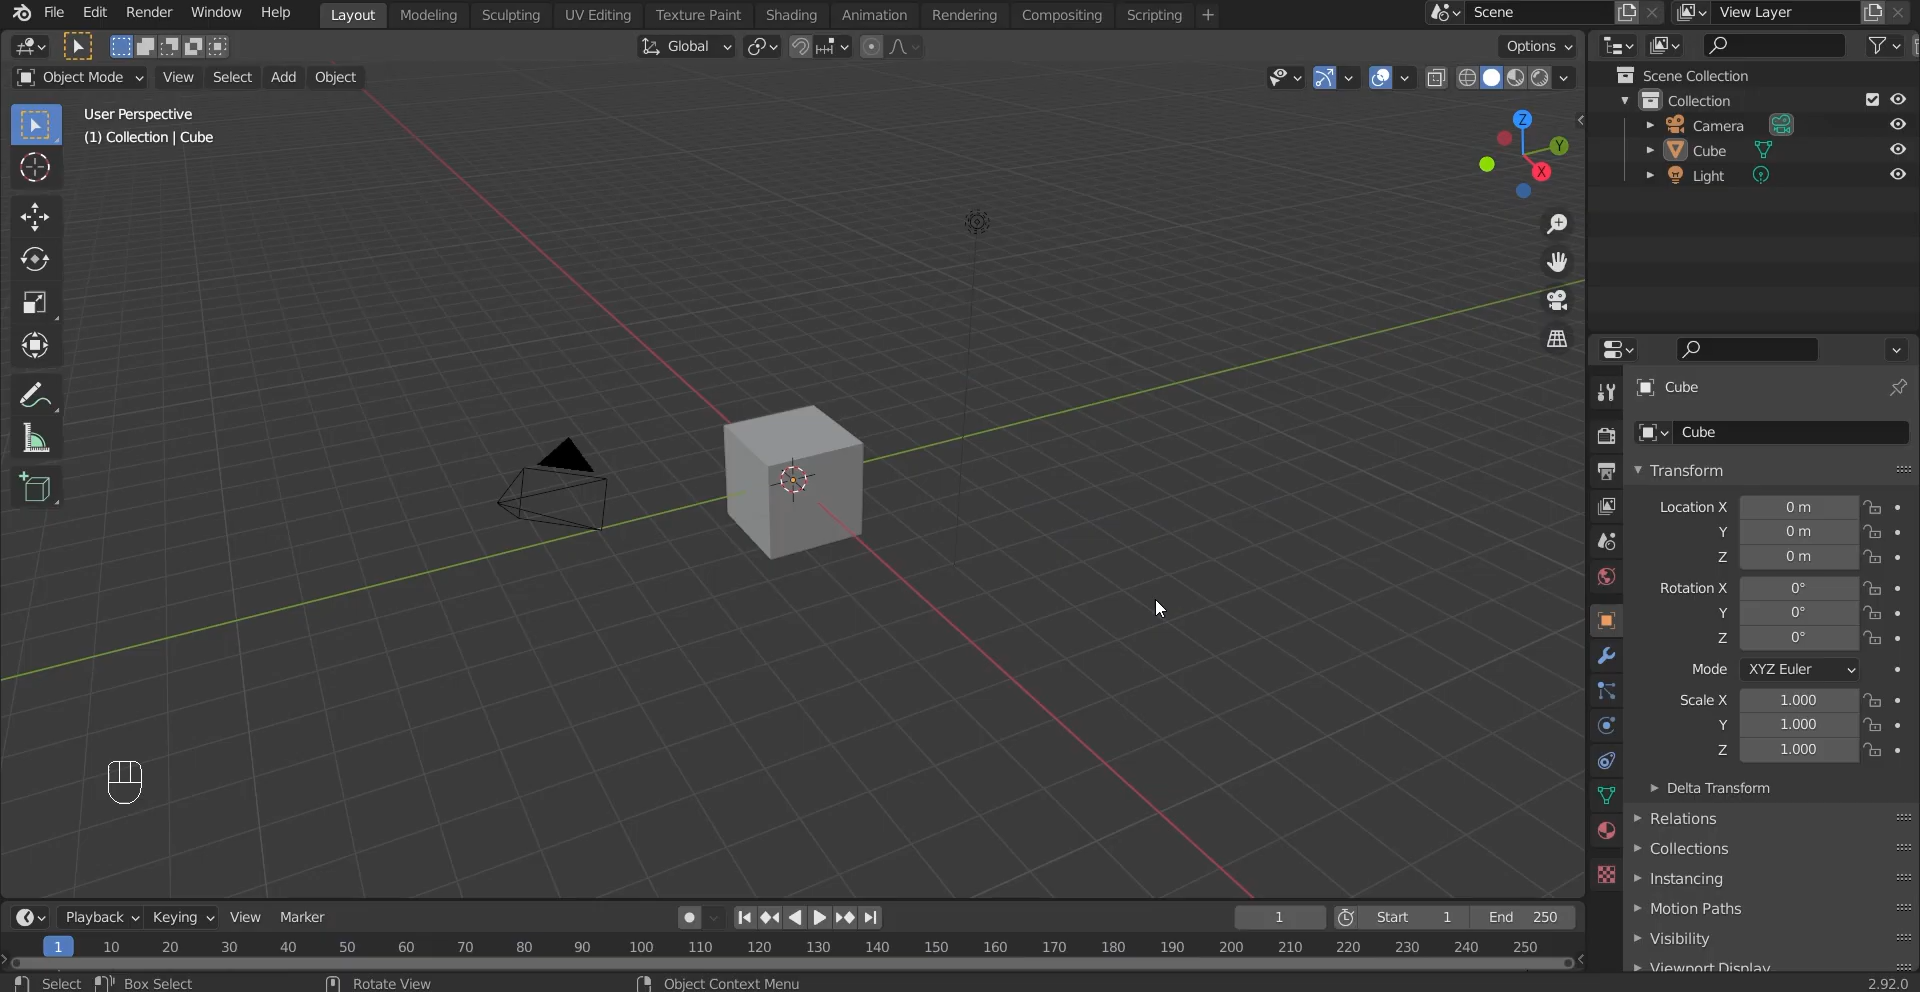 File Edit Render Window Help Layout Modeling Sculpting UV Editing Texture Paint Shading Animation Rendering Compositing Scripting + Scene View Layer
Global Options
Object Mode View Select Add Object
User Perspective
(1) Collection | Cube
Z
Y
X
Scene Collection
Collection
Camera
Cube
Light
Cube
Cube
Transform
Location X 0 m
Y 0 m
Z 0 m
Rotation X 0°
Y 0°
Z 0°
Mode XYZ Euler
Scale X 1.000
Y 1.000
Z 1.000
Delta Transform
Relations
Collections
Instancing
Motion Paths
Visibility
Viewport Display
Playback Keying View Marker 1 Start 1 End 250
1 10 20 30 40 50 60 70 80 90 100 110 120 130 140 150 160 170 180 190 200 210 220 230 240 250
Select Box Select Rotate View Object Context Menu 2.92.0